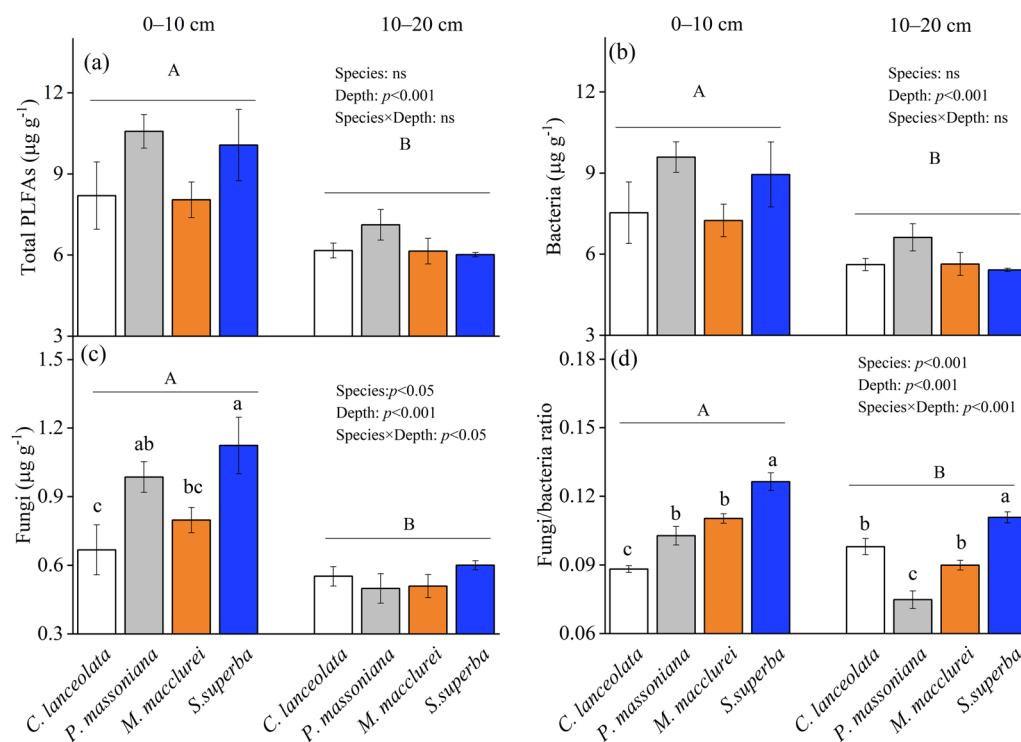 0–10 cm
10–20 cm
0–10 cm
10–20 cm
(a)
A
Species: ns
Depth: p<0.001
Species×Depth: ns
B
Total PLFAs (μg g⁻¹)
12
9
6
3
(b)
A
Species: ns
Depth: p<0.001
Species×Depth: ns
B
Bacteria (μg g⁻¹)
12
9
6
3
(c)
A
Species:p<0.05
Depth: p<0.001
Species×Depth: p<0.05
c
ab
bc
a
B
Fungi (μg g⁻¹)
1.5
1.2
0.9
0.6
0.3
C. lanceolata
P. massoniana
M. macclurei
S.superba
C. lanceolata
P. massoniana
M. macclurei
S.superba
(d)
A
Species: p<0.001
Depth: p<0.001
Species×Depth: p<0.001
c
b
b
a
B
b
c
b
a
Fungi/bacteria ratio
0.18
0.15
0.12
0.09
0.06
C. lanceolata
P. massoniana
M. macclurei
S.superba
C. lanceolata
P. massoniana
M. macclurei
S.superba